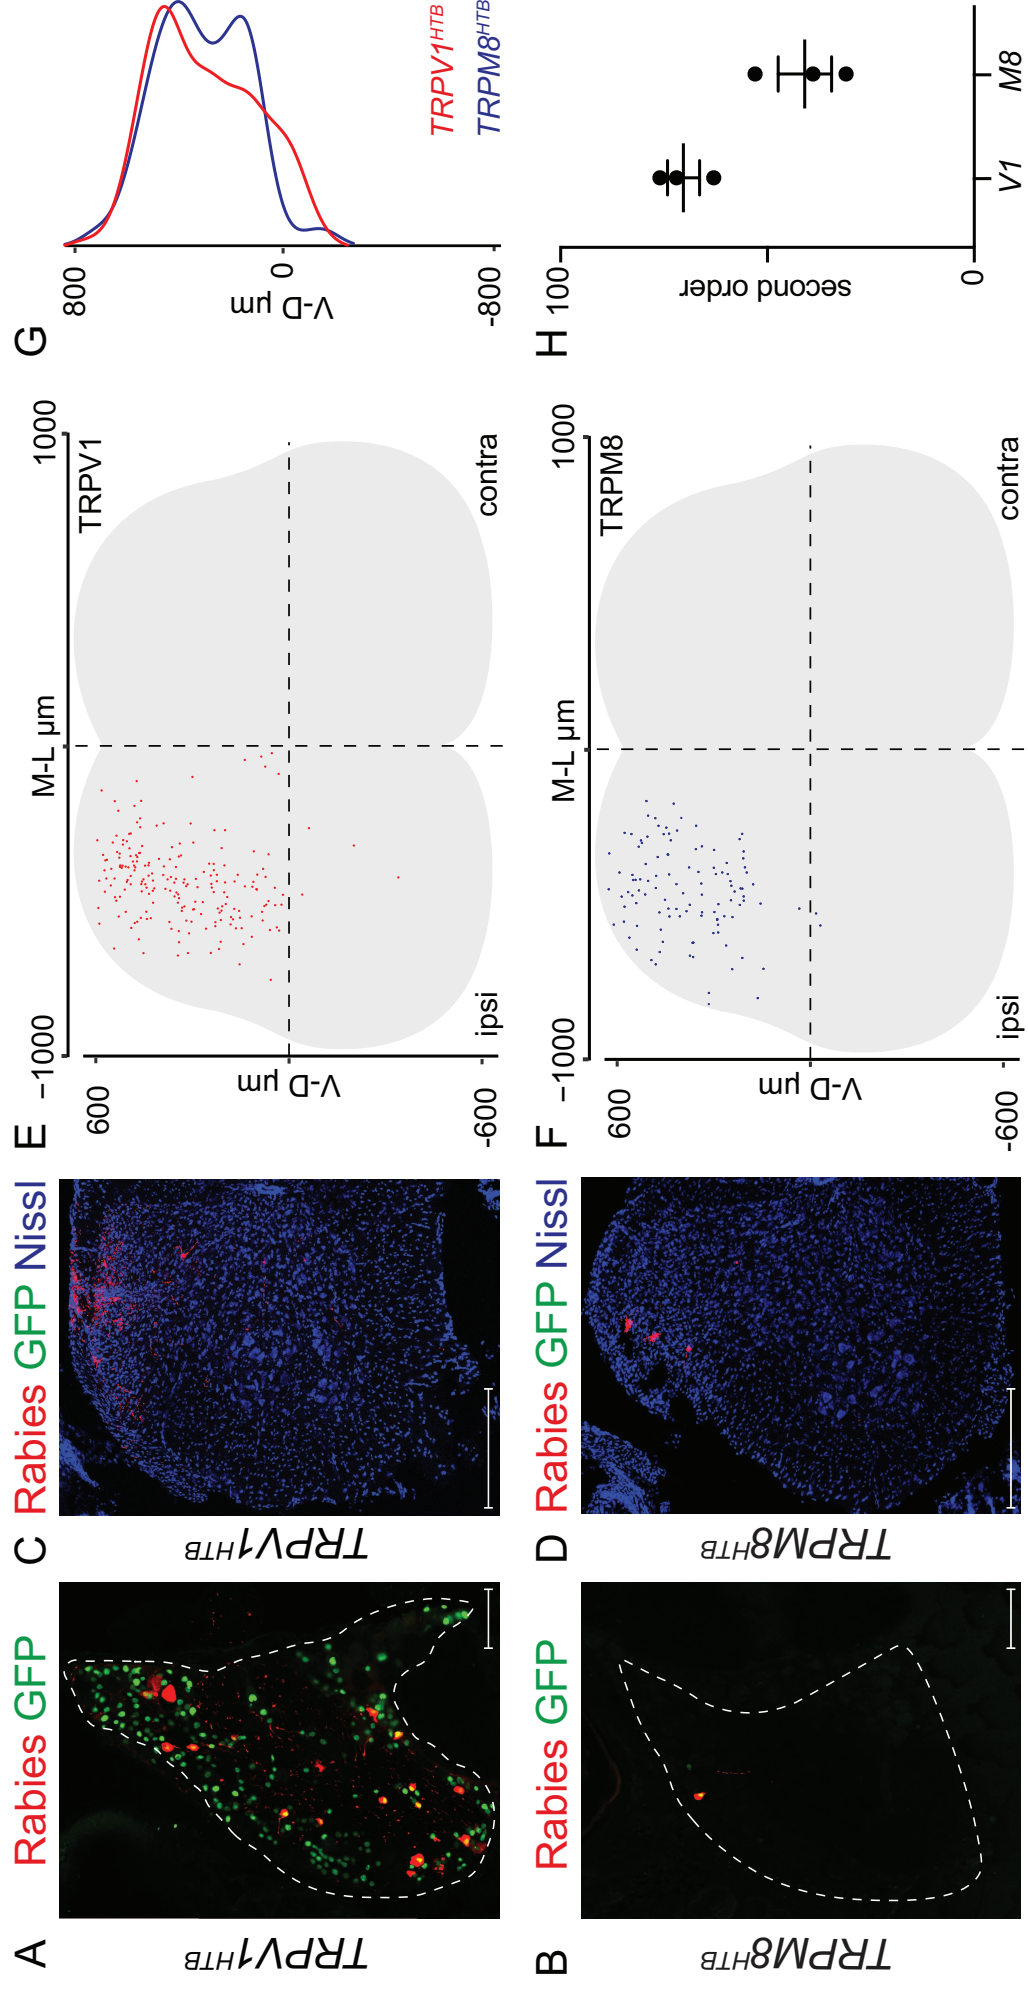 A
Rabies GFP
TRPV1HTB
B
Rabies GFP
TRPM8HTB
C
Rabies GFP Nissl
TRPV1HTB
D
Rabies GFP Nissl
TRPM8HTB
E
−1000
M-L µm
1000
TRPV1
600
V-D µm
-600
ipsi
contra
F
−1000
M-L µm
1000
TRPM8
600
V-D µm
-600
ipsi
contra
G
800
0
V-D µm
-800
TRPV1HTB
TRPM8HTB
H
100
second order
0
V1
M8